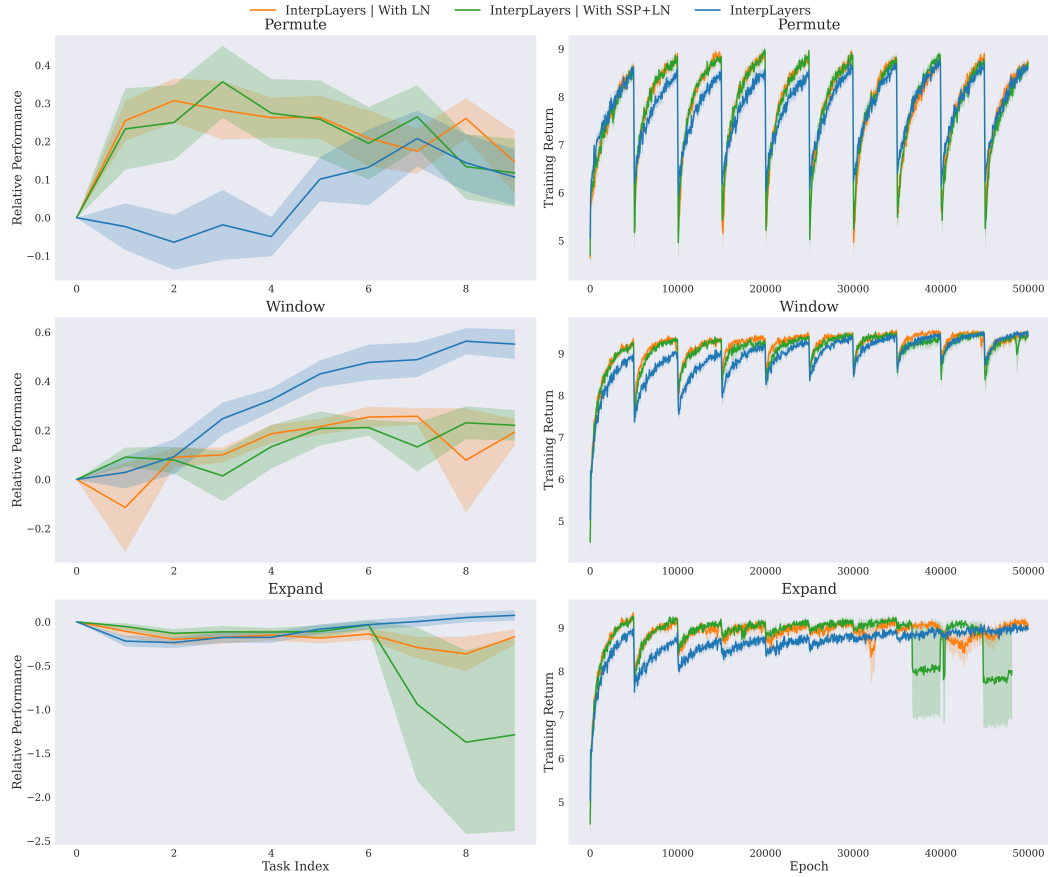 InterpLayers | With LN InterpLayers | With SSP+LN InterpLayers
Permute
Relative Performance
0.4
0.3
0.2
0.1
0.0
−0.1
0 2 4 6 8
Permute
Training Return
9
8
7
6
5
0 10000 20000 30000 40000 50000
Window
Relative Performance
0.6
0.4
0.2
0.0
−0.2
0 2 4 6 8
Window
Training Return
9
8
7
6
5
0 10000 20000 30000 40000 50000
Expand
Relative Performance
0.0
−0.5
−1.0
−1.5
−2.0
−2.5
0 2 4 6 8
Task Index
Expand
Training Return
9
8
7
6
5
0 10000 20000 30000 40000 50000
Epoch